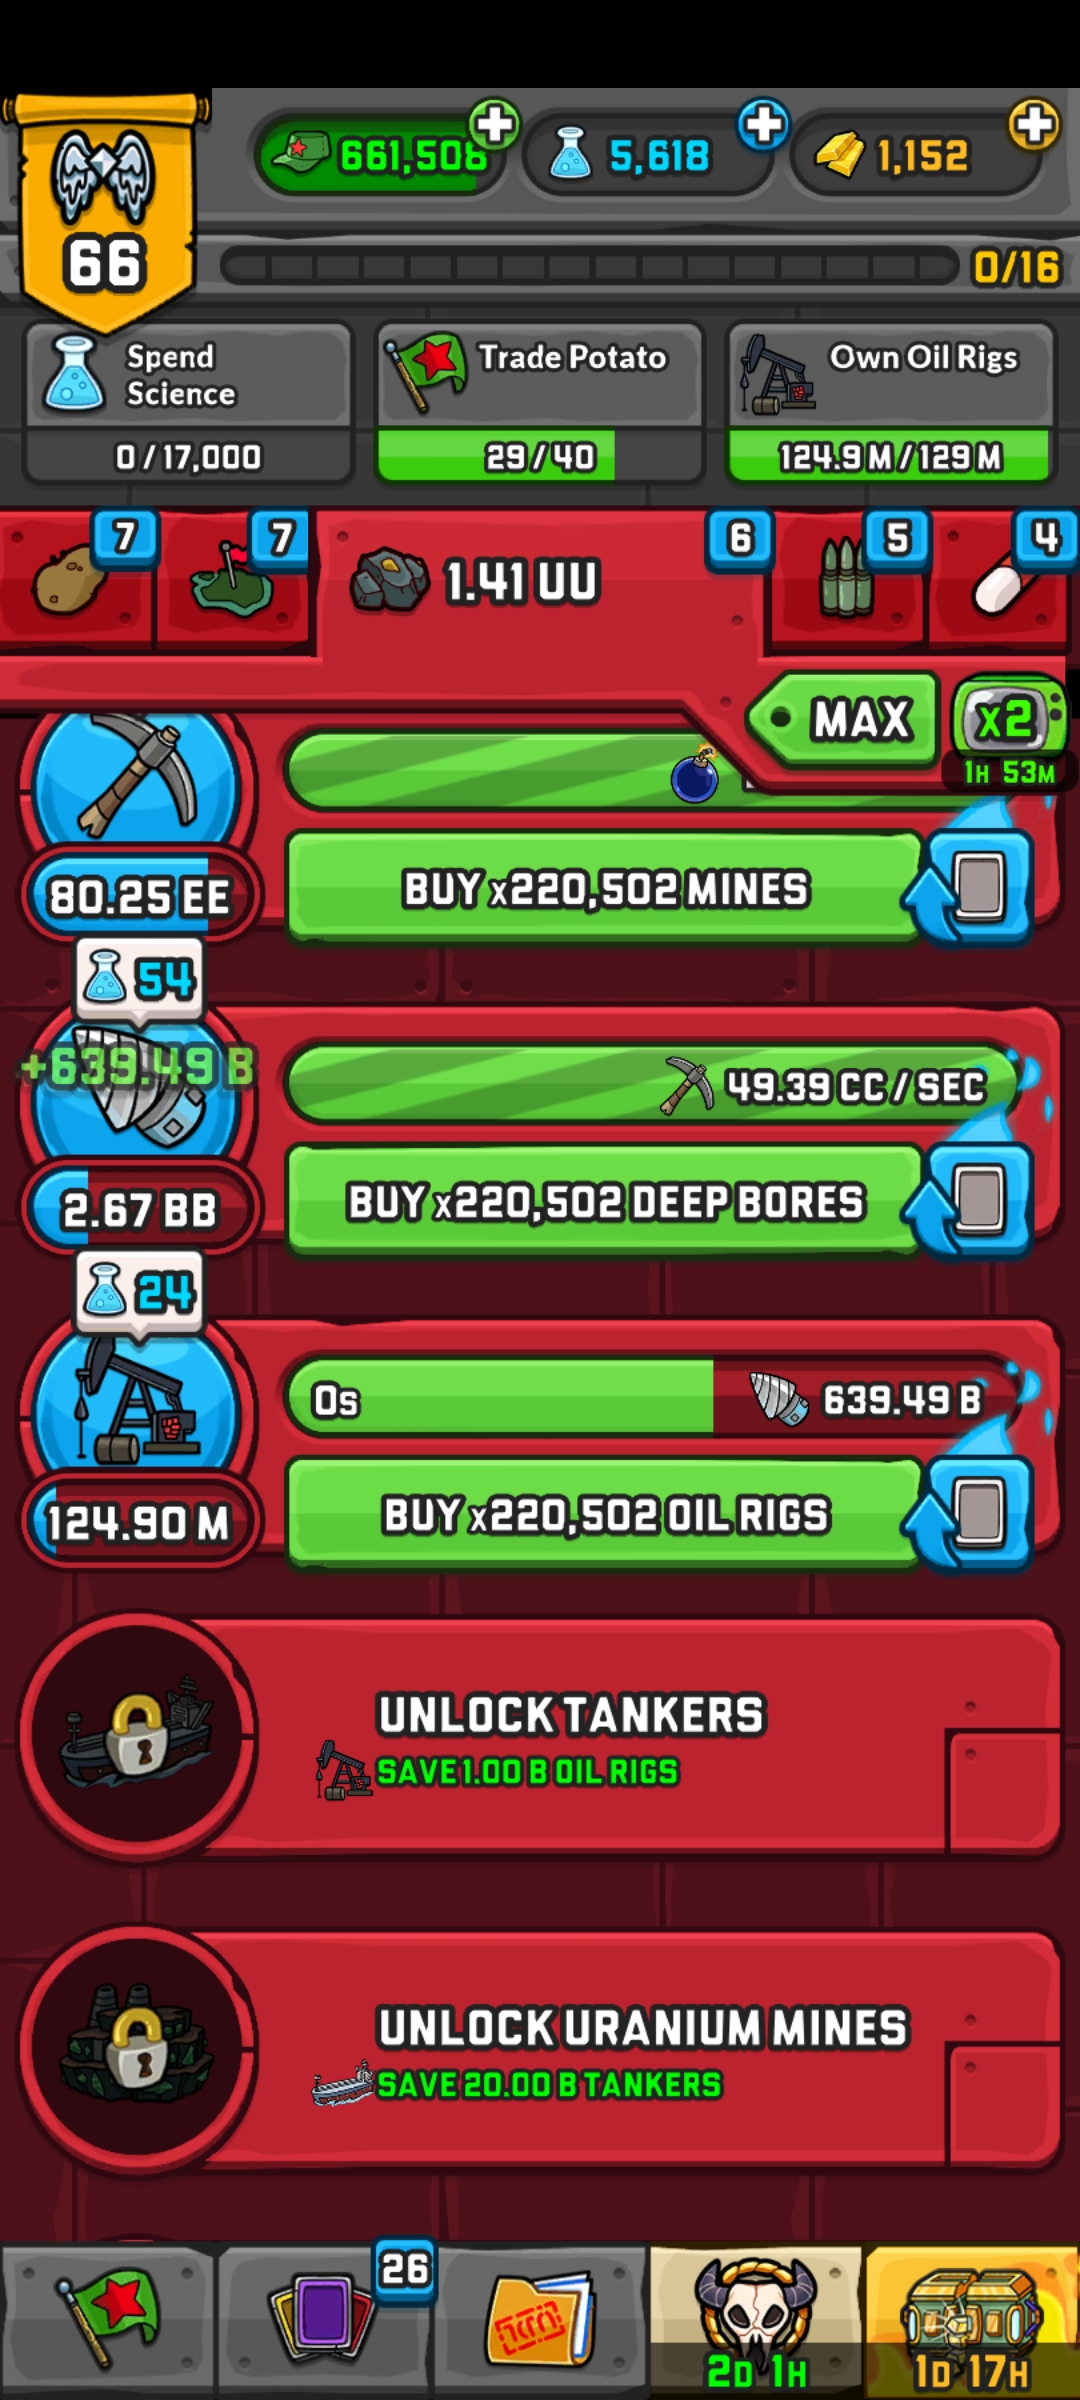 661,508
5,618
1,152
66
0/16
Spend Science
0 / 17,000
Trade Potato
29 / 40
Own Oil Rigs
124.9 M / 129 M
7
7
1.41 UU
6
5
4
MAX
x2
1H 53M
80.25 EE
BUY x220,502 MINES
54
+639.49 B
49.39 CC / SEC
2.67 BB
BUY x220,502 DEEP BORES
24
0s
639.49 B
124.90 M
BUY x220,502 OIL RIGS
UNLOCK TANKERS
SAVE 1.00 B OIL RIGS
UNLOCK URANIUM MINES
SAVE 20.00 B TANKERS
26
2D 1H
1D 17H